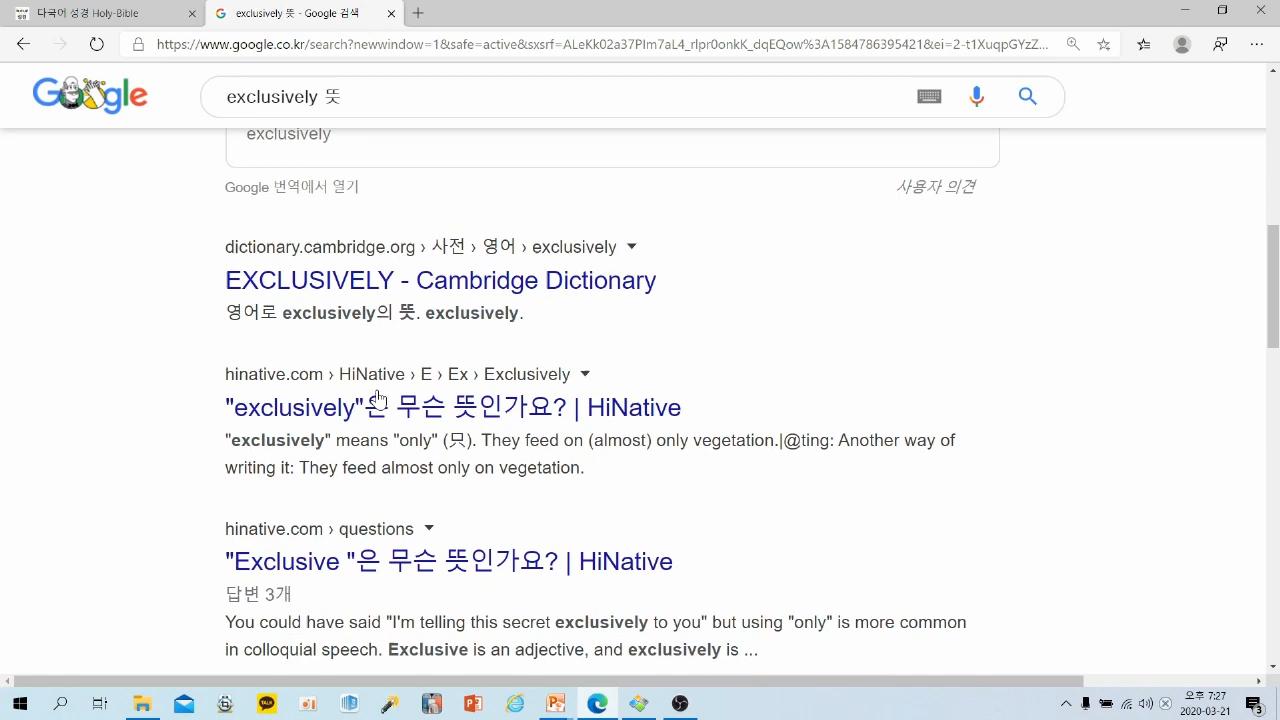 다국어 성경 Holy-Bible
exclusively 뜻 - Google 검색
https://www.google.co.kr/search?newwindow=1&safe=active&sxsrf=ALeKk02a37PIm7aL4_rlpr0onkK_dqEQow%3A1584786395421&ei=2-t1XuqpGYzZ...
Google
exclusively 뜻
exclusively
Google 번역에서 열기
사용자 의견
dictionary.cambridge.org › 사전 › 영어 › exclusively
EXCLUSIVELY - Cambridge Dictionary
영어로 exclusively의 뜻. exclusively.
hinative.com › HiNative › E › Ex › Exclusively
"exclusively"은 무슨 뜻인가요? | HiNative
"exclusively" means "only" (只). They feed on (almost) only vegetation.|@ting: Another way of
writing it: They feed almost only on vegetation.
hinative.com › questions
"Exclusive "은 무슨 뜻인가요? | HiNative
답변 3개
You could have said "I'm telling this secret exclusively to you" but using "only" is more common
in colloquial speech. Exclusive is an adjective, and exclusively is ...
TALK
오후 7:27
2020-03-21
3